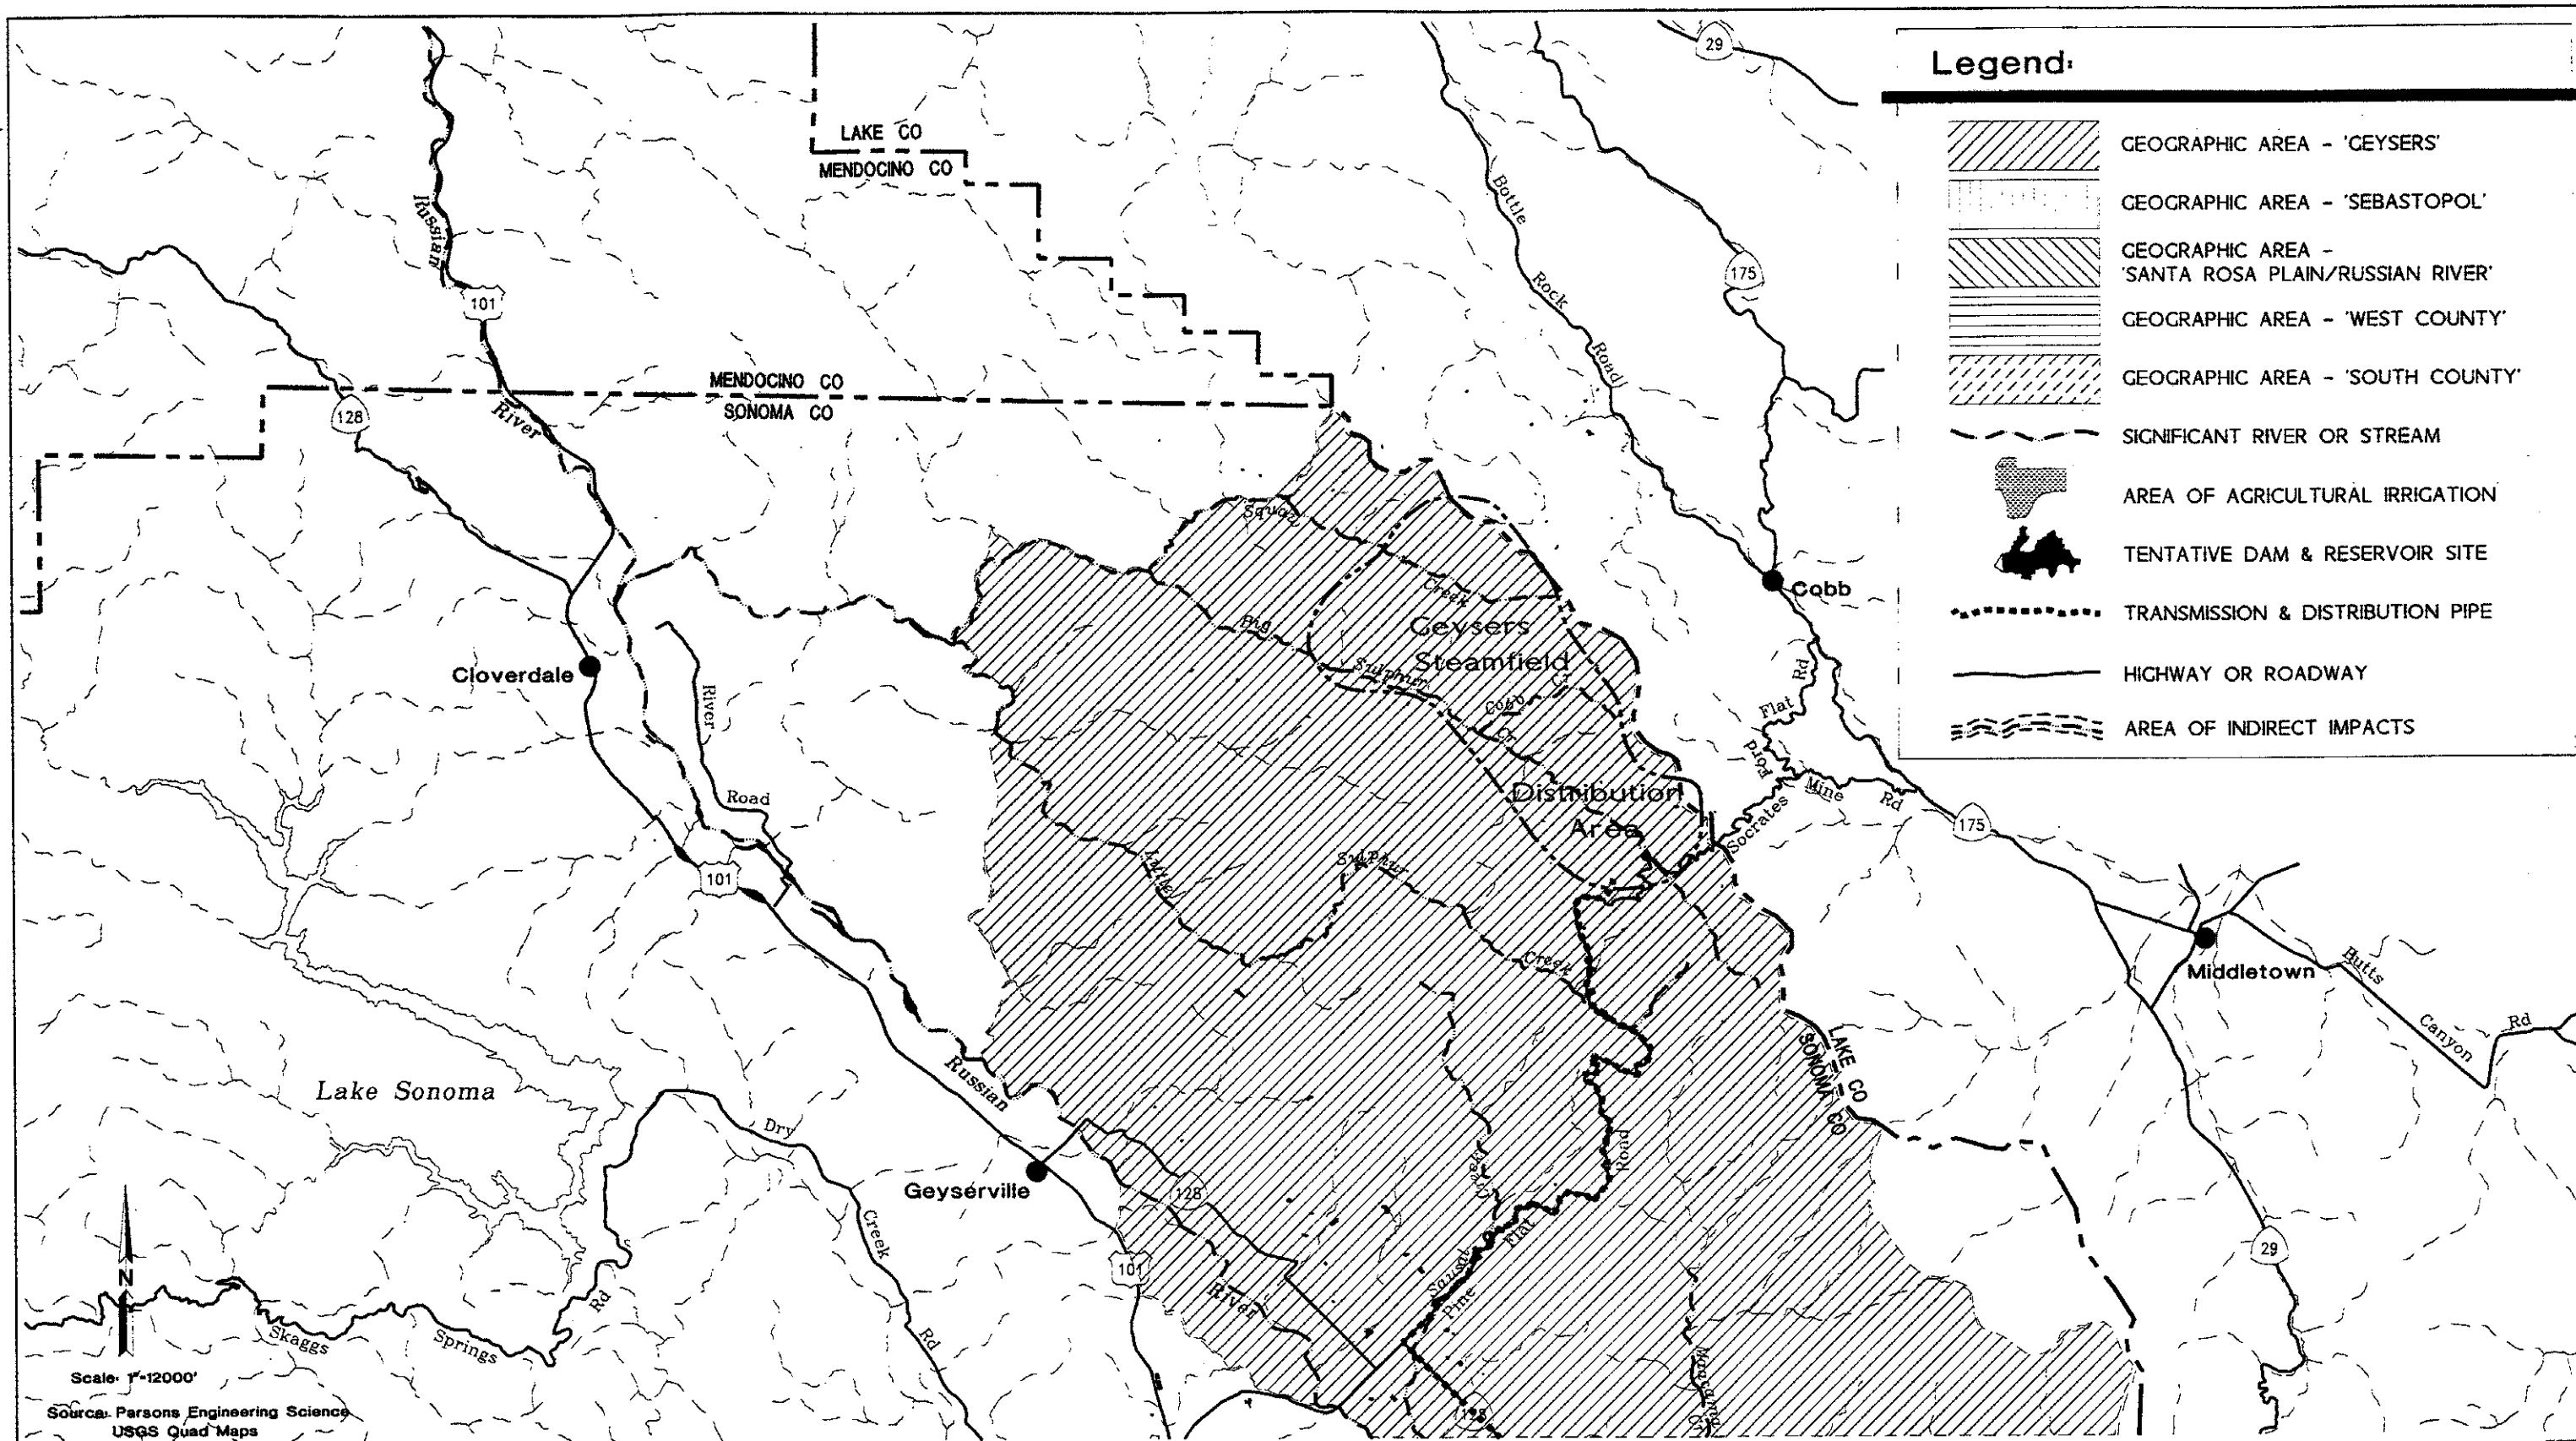 29
Legend:
GEOGRAPHIC AREA - 'GEYSERS'
GEOGRAPHIC AREA - 'SEBASTOPOL'
GEOGRAPHIC AREA -
'SANTA ROSA PLAIN/RUSSIAN RIVER'
GEOGRAPHIC AREA - 'WEST COUNTY'
GEOGRAPHIC AREA - 'SOUTH COUNTY'
SIGNIFICANT RIVER OR STREAM
AREA OF AGRICULTURAL IRRIGATION
TENTATIVE DAM & RESERVOIR SITE
TRANSMISSION & DISTRIBUTION PIPE
HIGHWAY OR ROADWAY
AREA OF INDIRECT IMPACTS
LAKE CO
MENDOCINO CO
Russian
101
Bottle
Rock
Road
175
MENDOCINO CO
SONOMA CO
128
River
Squaw
Creek
Cobb
Big
Sulphur
Geysers
Steamfield
Cloverdale
River
Road
Cobb
Cr
Distribution
Area
Rd
Flat
Ford
Mine
Rd
Socrates
175
101
Little
Sulphur
Creek
Middletown
Butts
Canyon
Rd
LAKE CO
SONOMA CO
Lake Sonoma
Russian
Dry
Creek
Rd
Geyserville
128
101
River
Creek
Road
Flat
Pine
Sausal
29
N
Rd
Skaggs
Springs
Maacama
Cr
128
Scale: 1"=12000'
Source: Parsons Engineering Science
USGS Quad Maps